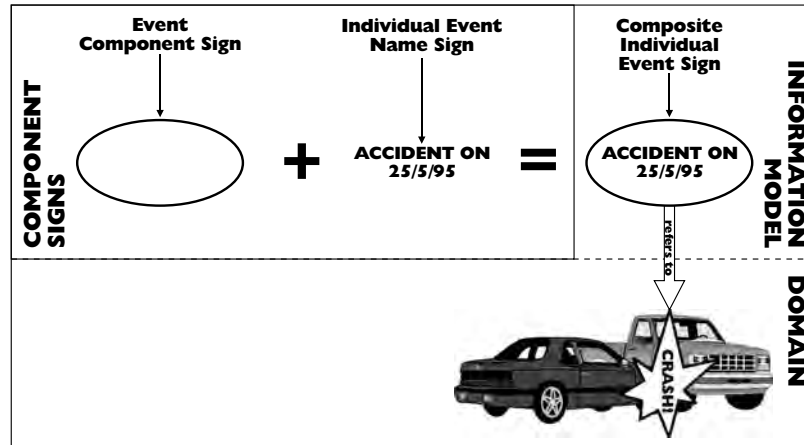 Event
Component Sign
Individual Event
Name Sign
Composite
Individual
Event Sign
COMPONENT
SIGNS
+
ACCIDENT ON
25/5/95
=
ACCIDENT ON
25/5/95
INFORMATION
MODEL
refers to
DOMAIN
CRASH!